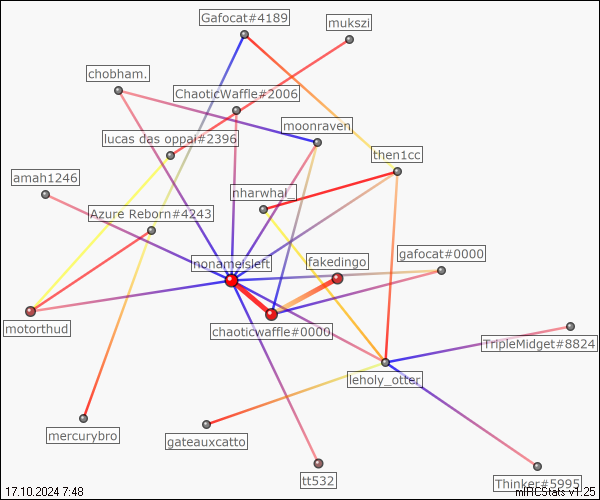 Gafocat#4189
mukszi
chobham.
ChaoticWaffle#2006
moonraven
lucas das oppai#2396
then1cc
amah1246
nharwhal_
Azure Reborn#4243
gafocat#0000
nonameisleft
fakedingo
motorthud
chaoticwaffle#0000
TripleMidget#8824
leholy_otter
mercurybro
gateauxcatto
tt532
Thinker#5995
17.10.2024 7:48
mIRCStats v1.25